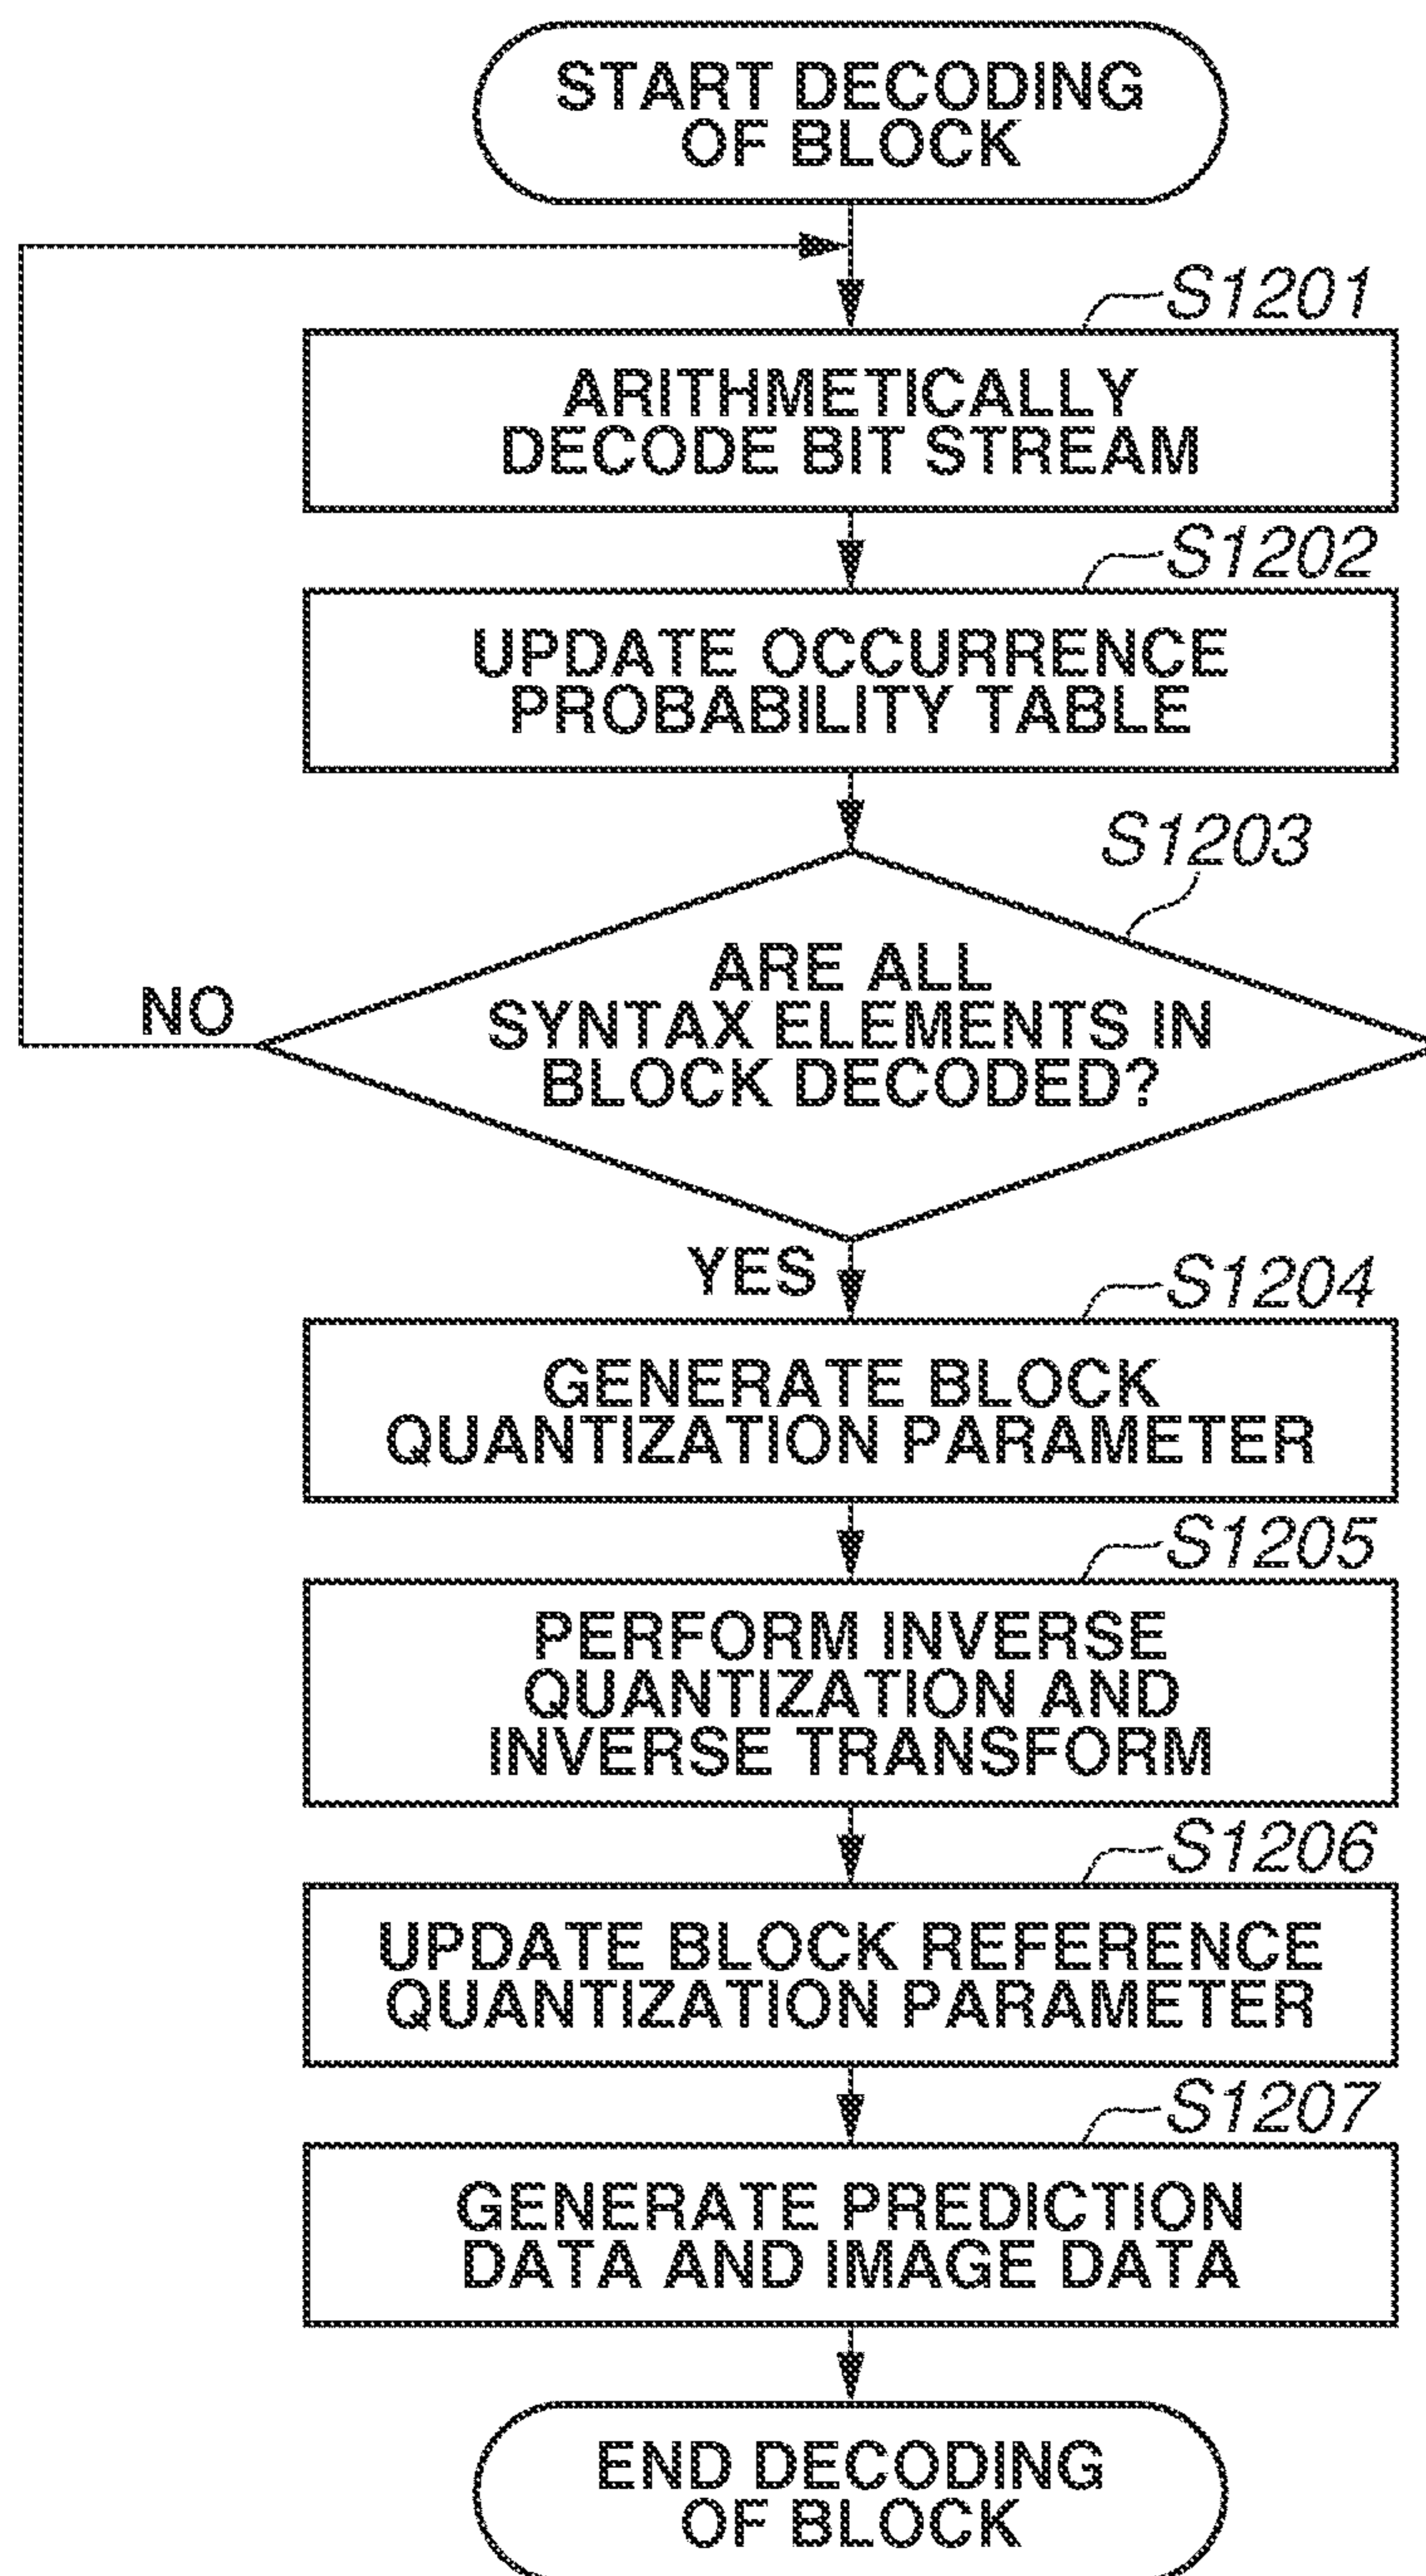 START DECODING
OF BLOCK
S1201
ARITHMETICALLY
DECODE BIT STREAM
S1202
UPDATE OCCURRENCE
PROBABILITY TABLE
S1203
ARE ALL
SYNTAX ELEMENTS IN
BLOCK DECODED?
NO
YES
S1204
GENERATE BLOCK
QUANTIZATION PARAMETER
S1205
PERFORM INVERSE
QUANTIZATION AND
INVERSE TRANSFORM
S1206
UPDATE BLOCK REFERENCE
QUANTIZATION PARAMETER
S1207
GENERATE PREDICTION
DATA AND IMAGE DATA
END DECODING
OF BLOCK